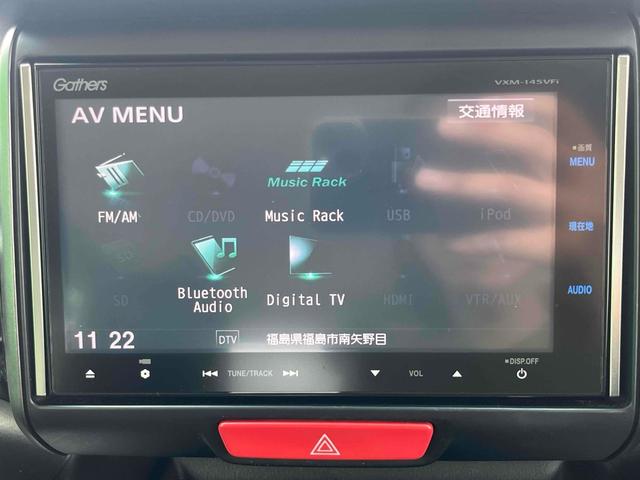 Gathers
VXM-145VFi
AV MENU
交通情報
画質
MENU
FM/AM
CD/DVD
Music Rack
Music Rack
USB
iPod
現在地
SD
Bluetooth Audio
Digital TV
HDMI
VTR/AUX
AUDIO
11 22
DTV
福島県福島市南矢野目
TUNE/TRACK
VOL
DISP.OFF